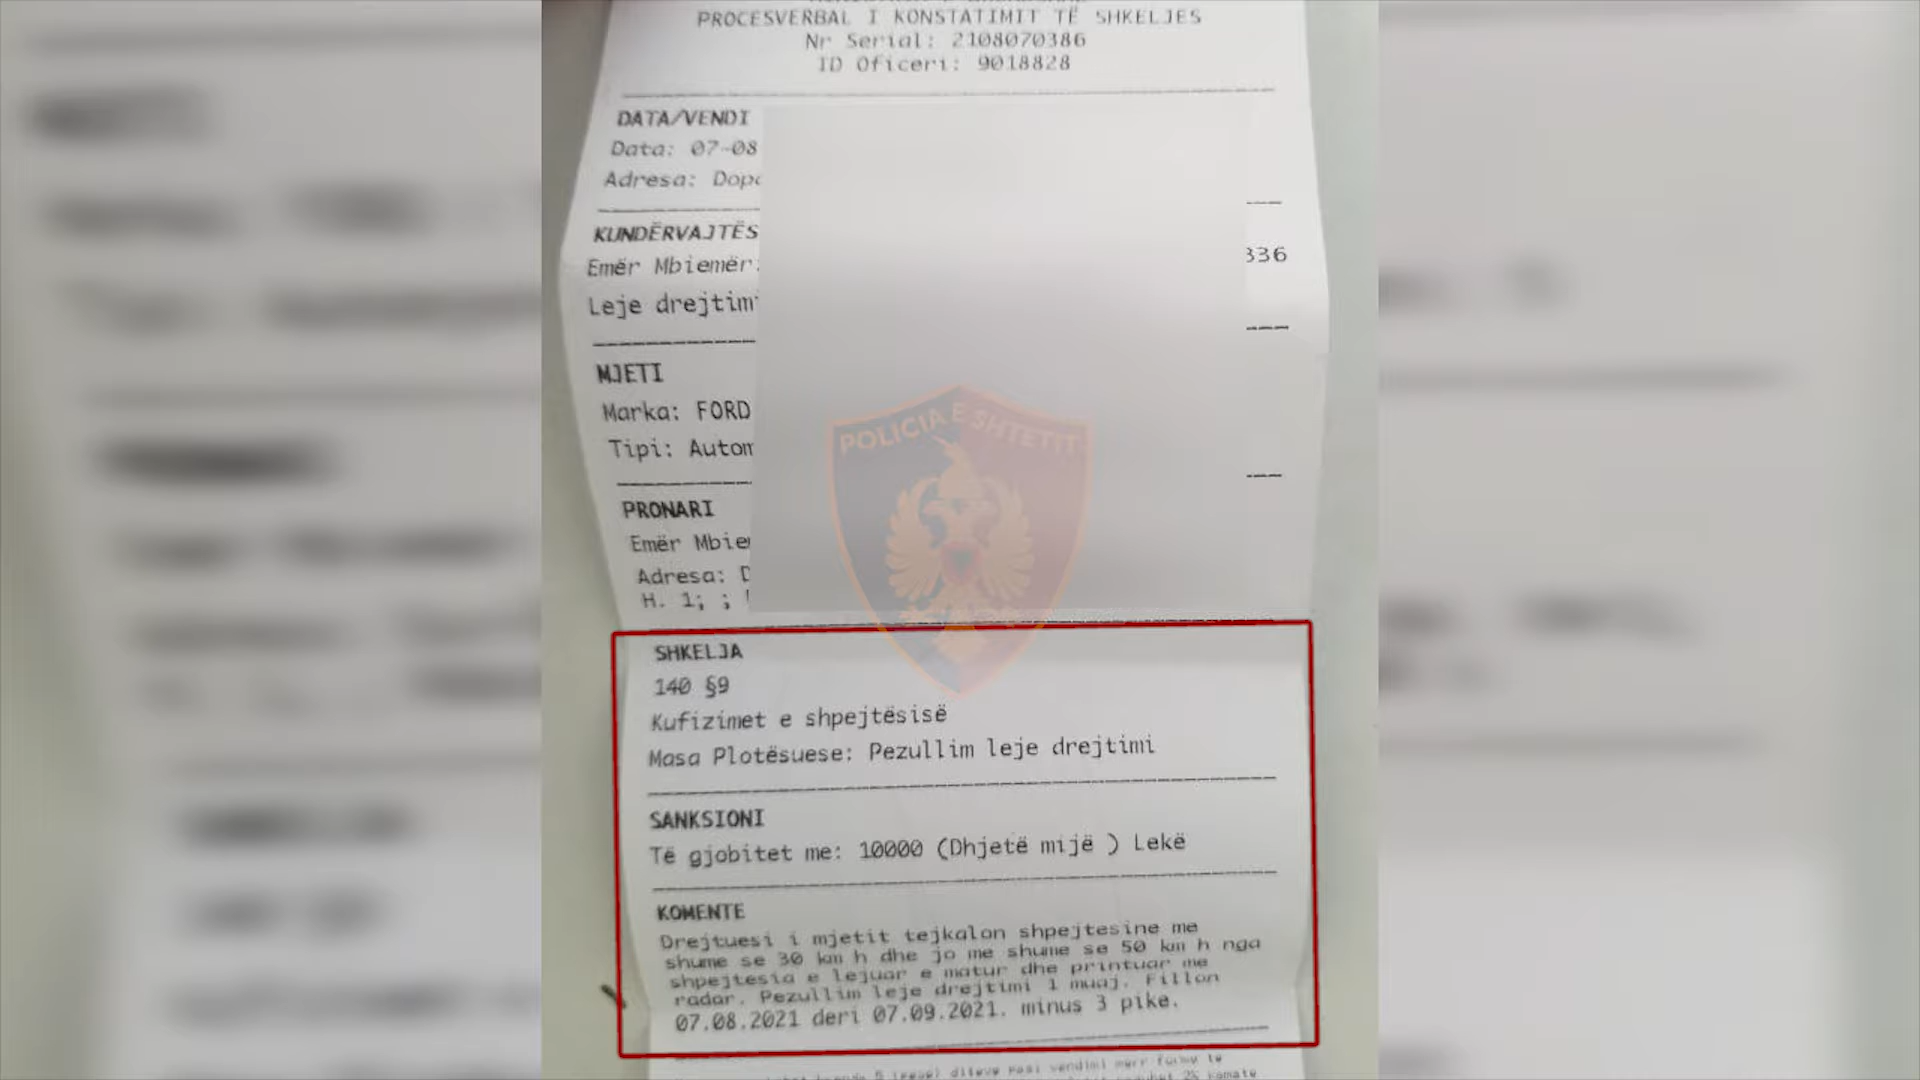 PROCESVERBAL I KONSTATIMIT TË SHKELJES
Nr Serial: 2108070386
ID Oficeri: 9018828
DATA/VENDI
Data: 07-08
Adresa:
KUNDËRVAJTËS
Emër Mbiemër:
336
Leje drejtim
MJETI
Marka: FORD
Tipi: Autom
POLICIA E SHTETIT
PRONARI
Emër Mbie
Adresa: D
H. 1; ;
SHKELJA
140 §9
Kufizimet e shpejtësisë
Masa Plotësuese: Pezullim leje drejtimi
SANKSIONI
Të gjobitet me: 10000 (Dhjetë mijë ) Lekë
KOMENTE
Drejtuesi i mjetit tejkalon shpejtesine me
shume se 30 km h dhe jo me shume se 50 km h nga
shpejtesia e lejuar e matur dhe printuar me
radar. Pezullim leje drejtimi 1 muaj. Fillon
07.08.2021 deri 07.09.2021. minus 3 pike.